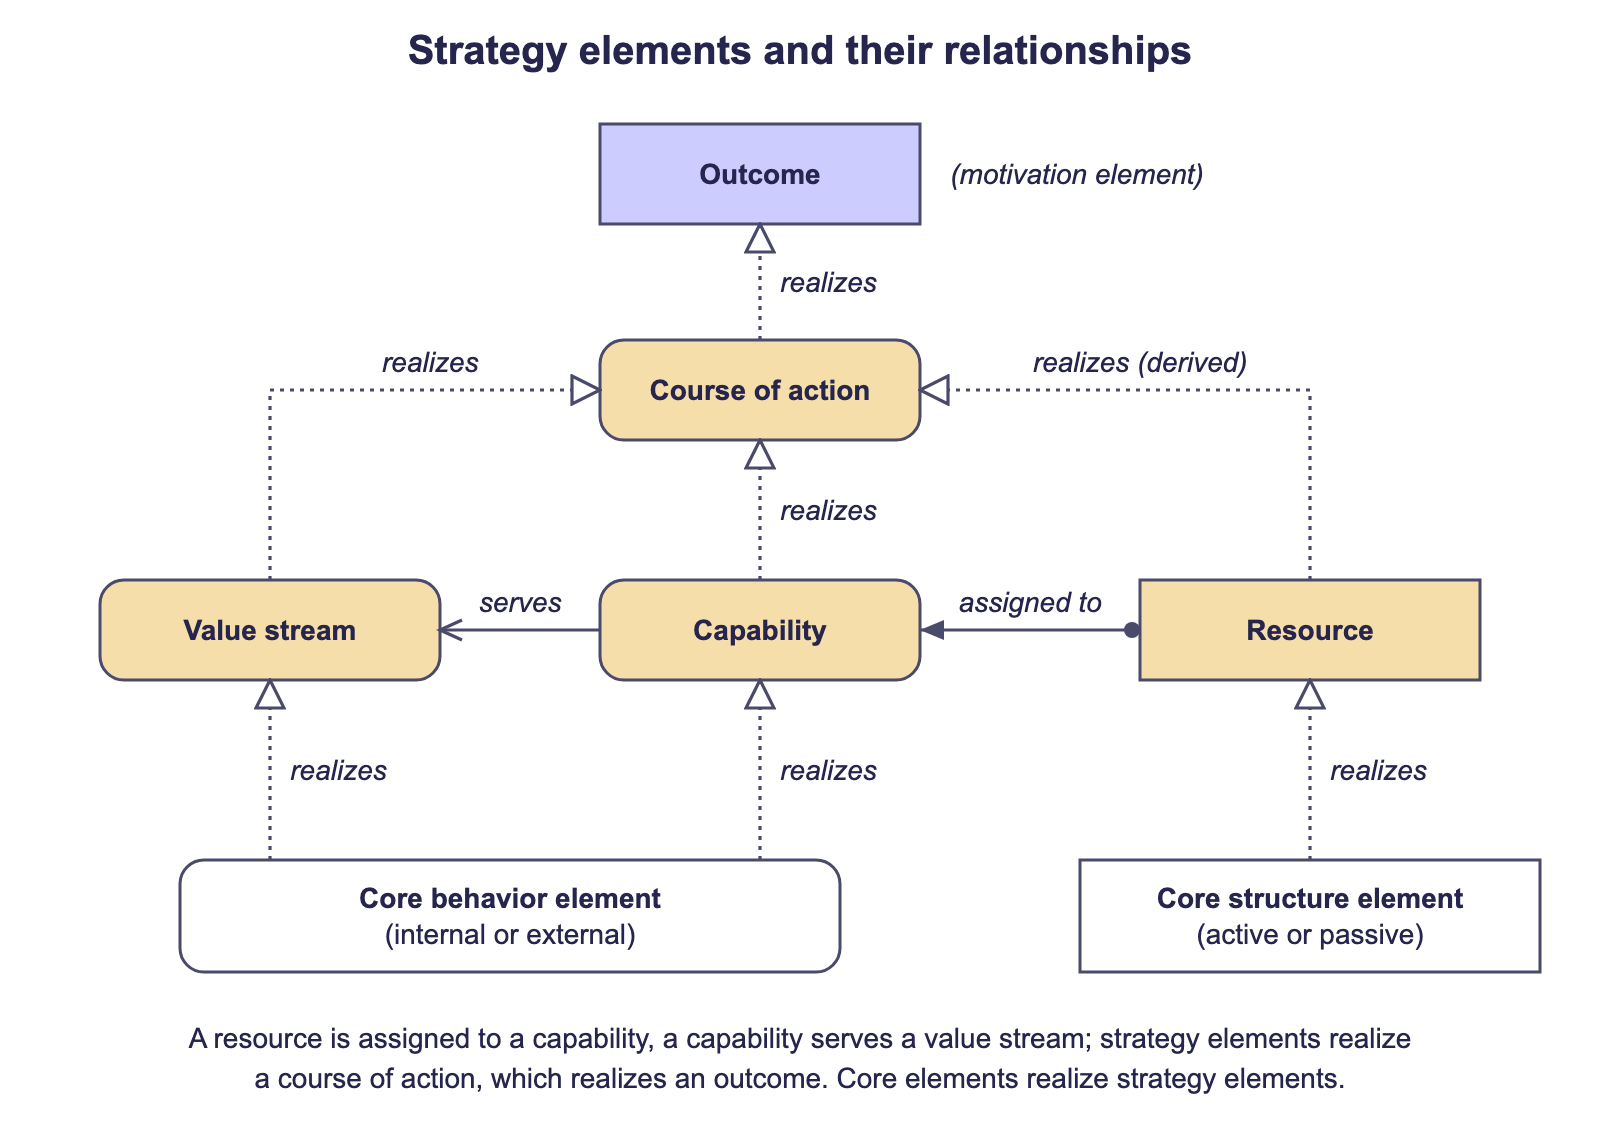 Strategy elements and their relationships
Outcome
(motivation element)
realizes
realizes
Course of action
realizes (derived)
realizes
Value stream
serves
Capability
assigned to
Resource
realizes
realizes
realizes
Core behavior element
(internal or external)
Core structure element
(active or passive)
A resource is assigned to a capability, a capability serves a value stream; strategy elements realize
a course of action, which realizes an outcome. Core elements realize strategy elements.